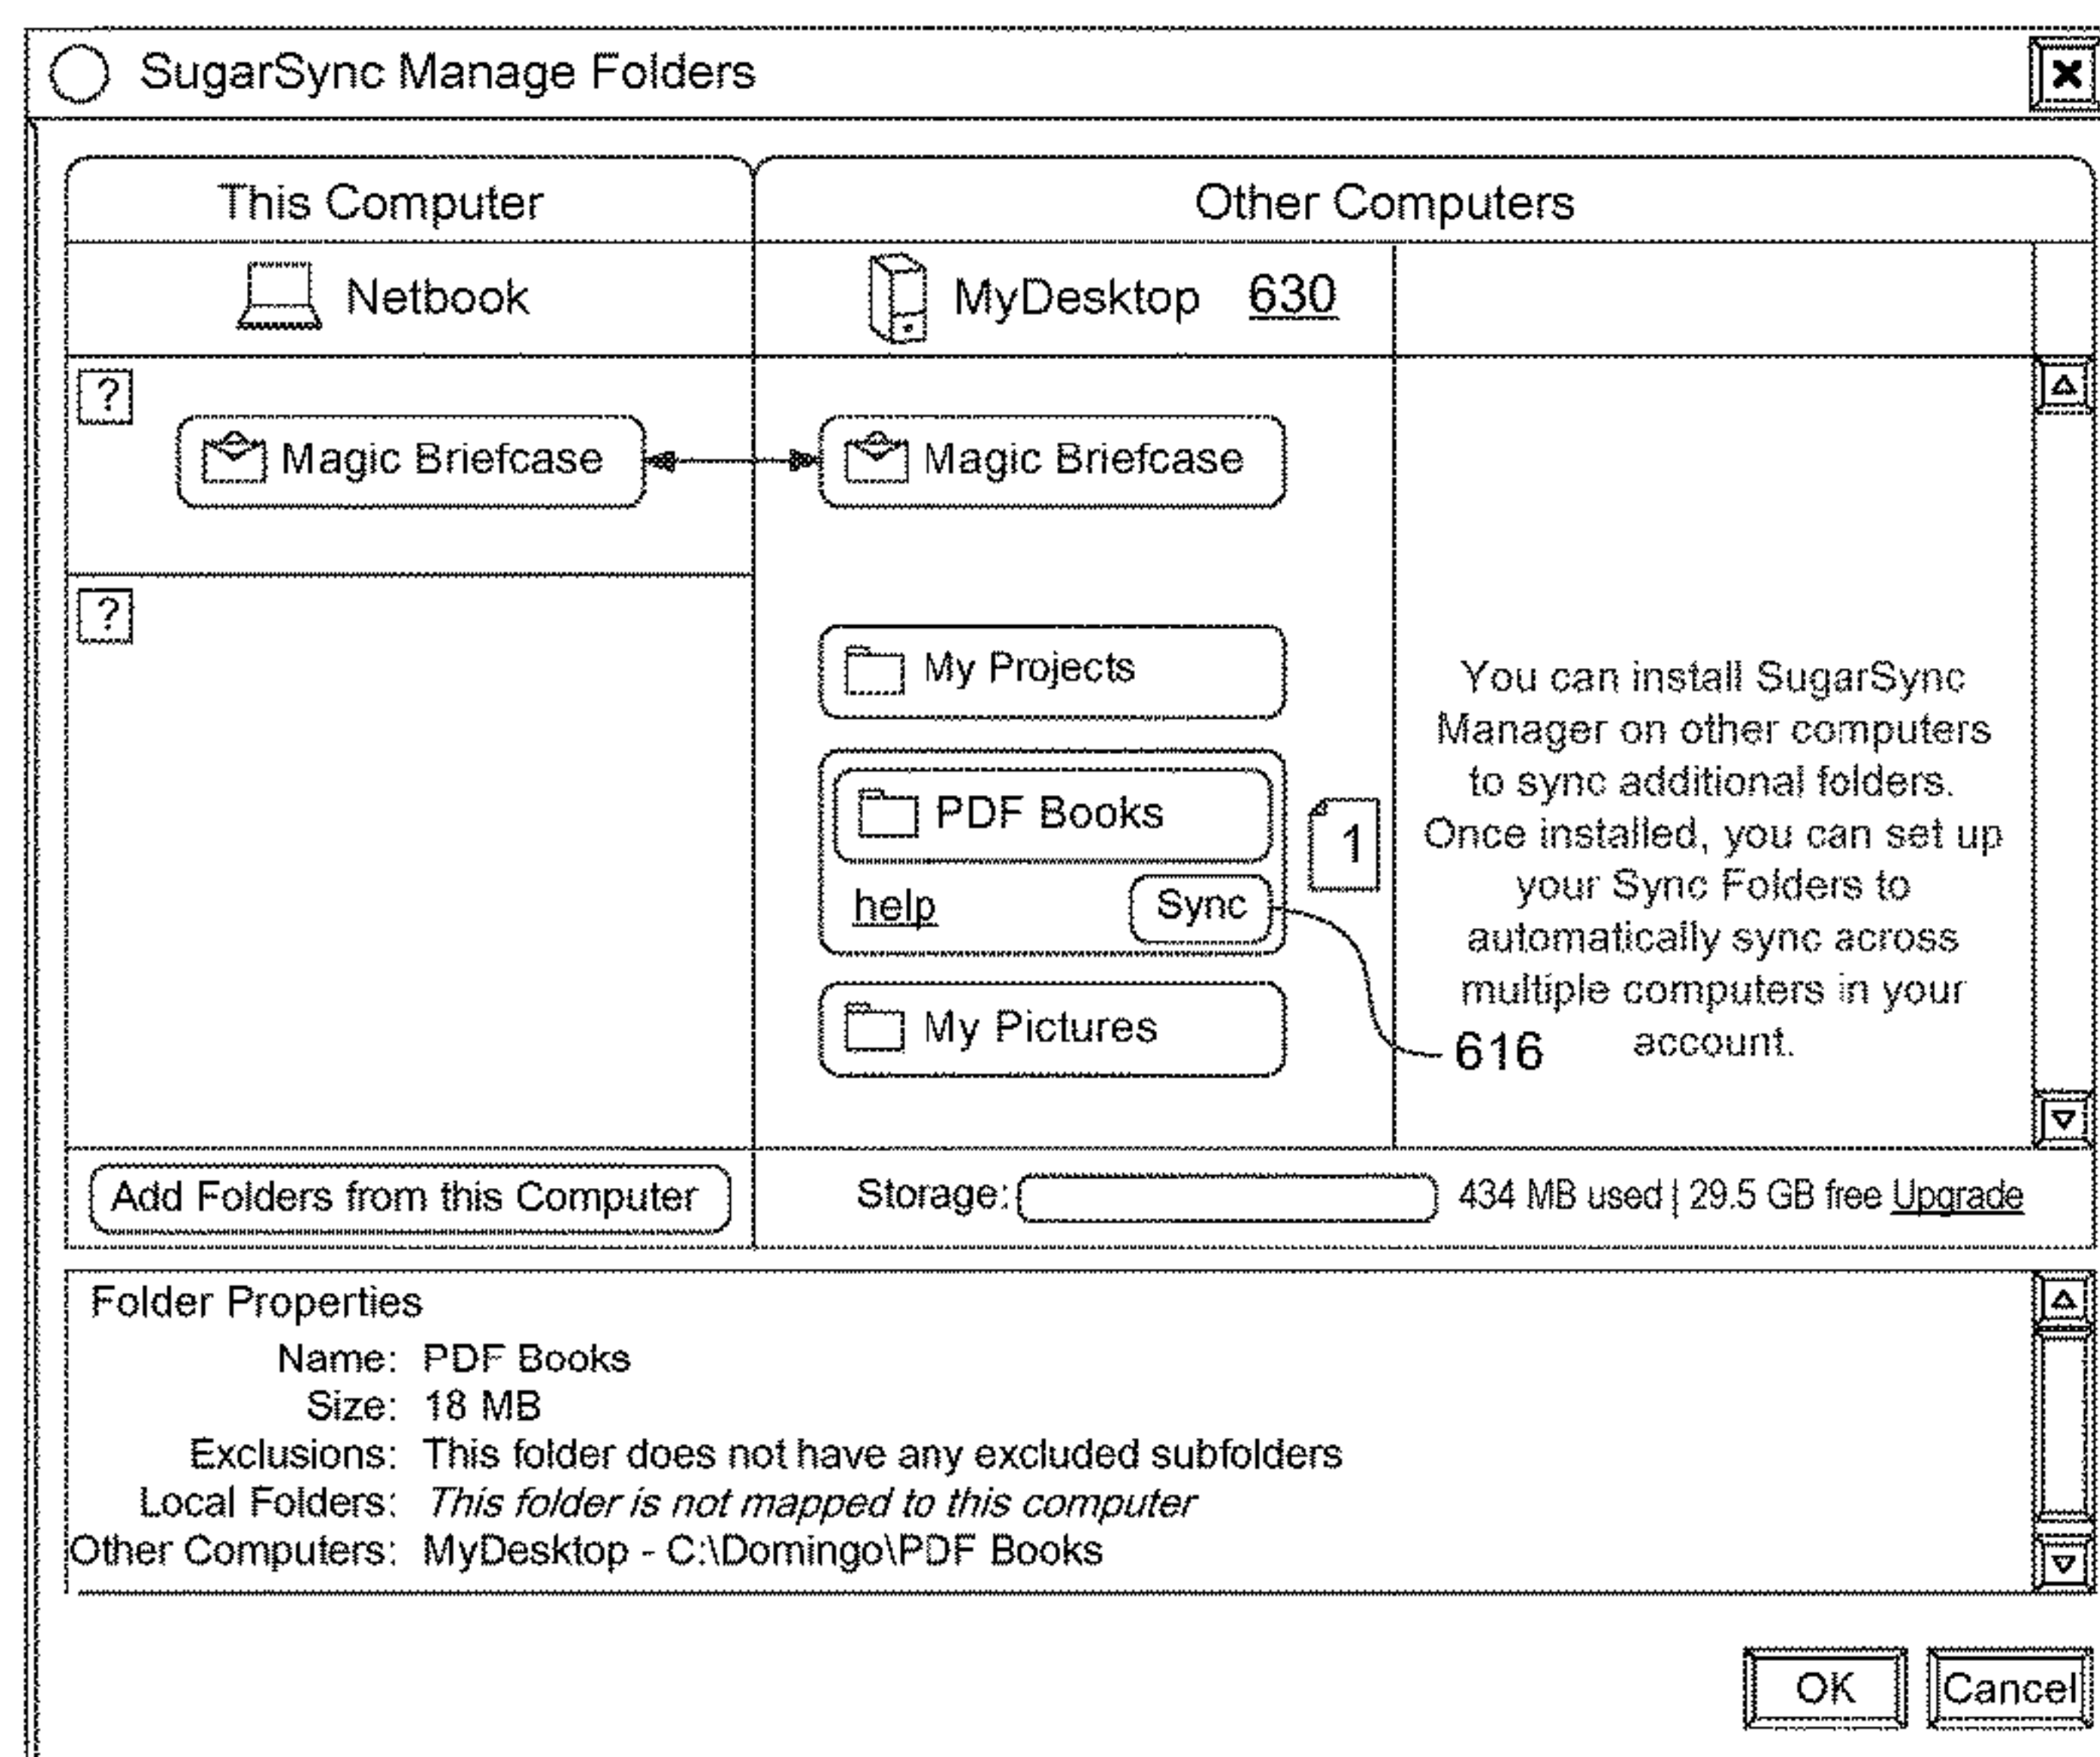 SugarSync Manage Folders
This Computer
Other Computers
Netbook
MyDesktop 630
?
Magic Briefcase
Magic Briefcase
?
My Projects
PDF Books
1
help
Sync
My Pictures
616
You can install SugarSync
Manager on other computers
to sync additional folders.
Once installed, you can set up
your Sync Folders to
automatically sync across
multiple computers in your
account.
Add Folders from this Computer
Storage: 434 MB used | 29.5 GB free Upgrade
Folder Properties
Name: PDF Books
Size: 18 MB
Exclusions: This folder does not have any excluded subfolders
Local Folders: This folder is not mapped to this computer
Other Computers: MyDesktop - C:\Domingo\PDF Books
OK
Cancel